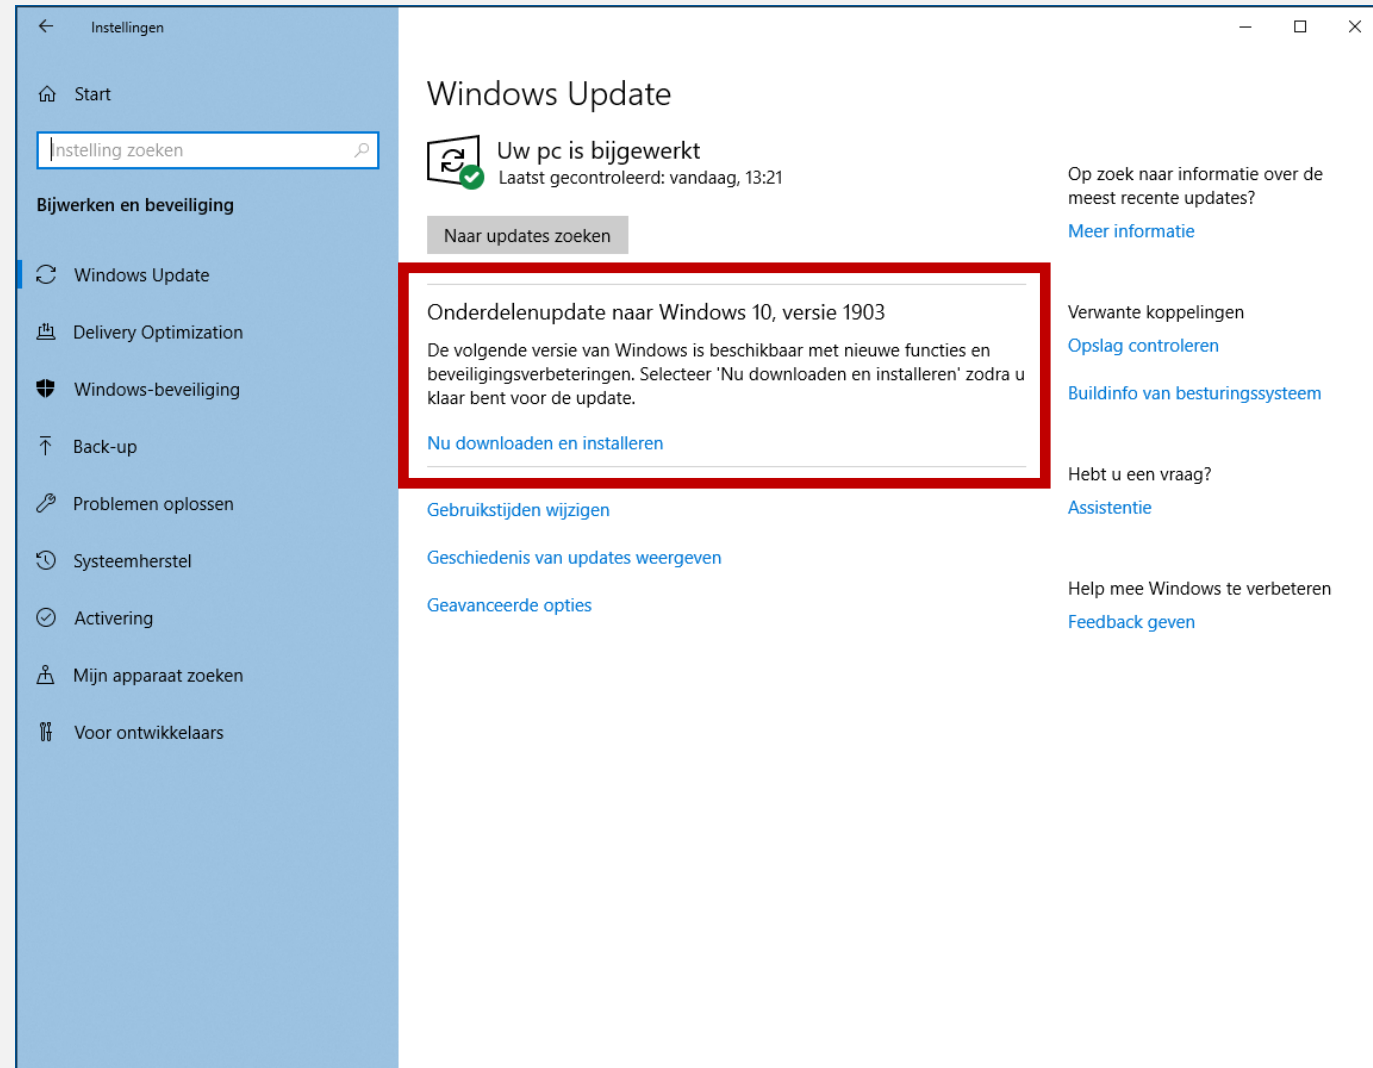 Instellingen
Start
Instelling zoeken
Bijwerken en beveiliging
Windows Update
Delivery Optimization
Windows-beveiliging
Back-up
Problemen oplossen
Systeemherstel
Activering
Mijn apparaat zoeken
Voor ontwikkelaars
Windows Update
Uw pc is bijgewerkt
Laatst gecontroleerd: vandaag, 13:21
Naar updates zoeken
Onderdelenupdate naar Windows 10, versie 1903
De volgende versie van Windows is beschikbaar met nieuwe functies en
beveiligingsverbeteringen. Selecteer 'Nu downloaden en installeren' zodra u
klaar bent voor de update.
Nu downloaden en installeren
Gebruikstijden wijzigen
Geschiedenis van updates weergeven
Geavanceerde opties
Op zoek naar informatie over de
meest recente updates?
Meer informatie
Verwante koppelingen
Opslag controleren
Buildinfo van besturingssysteem
Hebt u een vraag?
Assistentie
Help mee Windows te verbeteren
Feedback geven